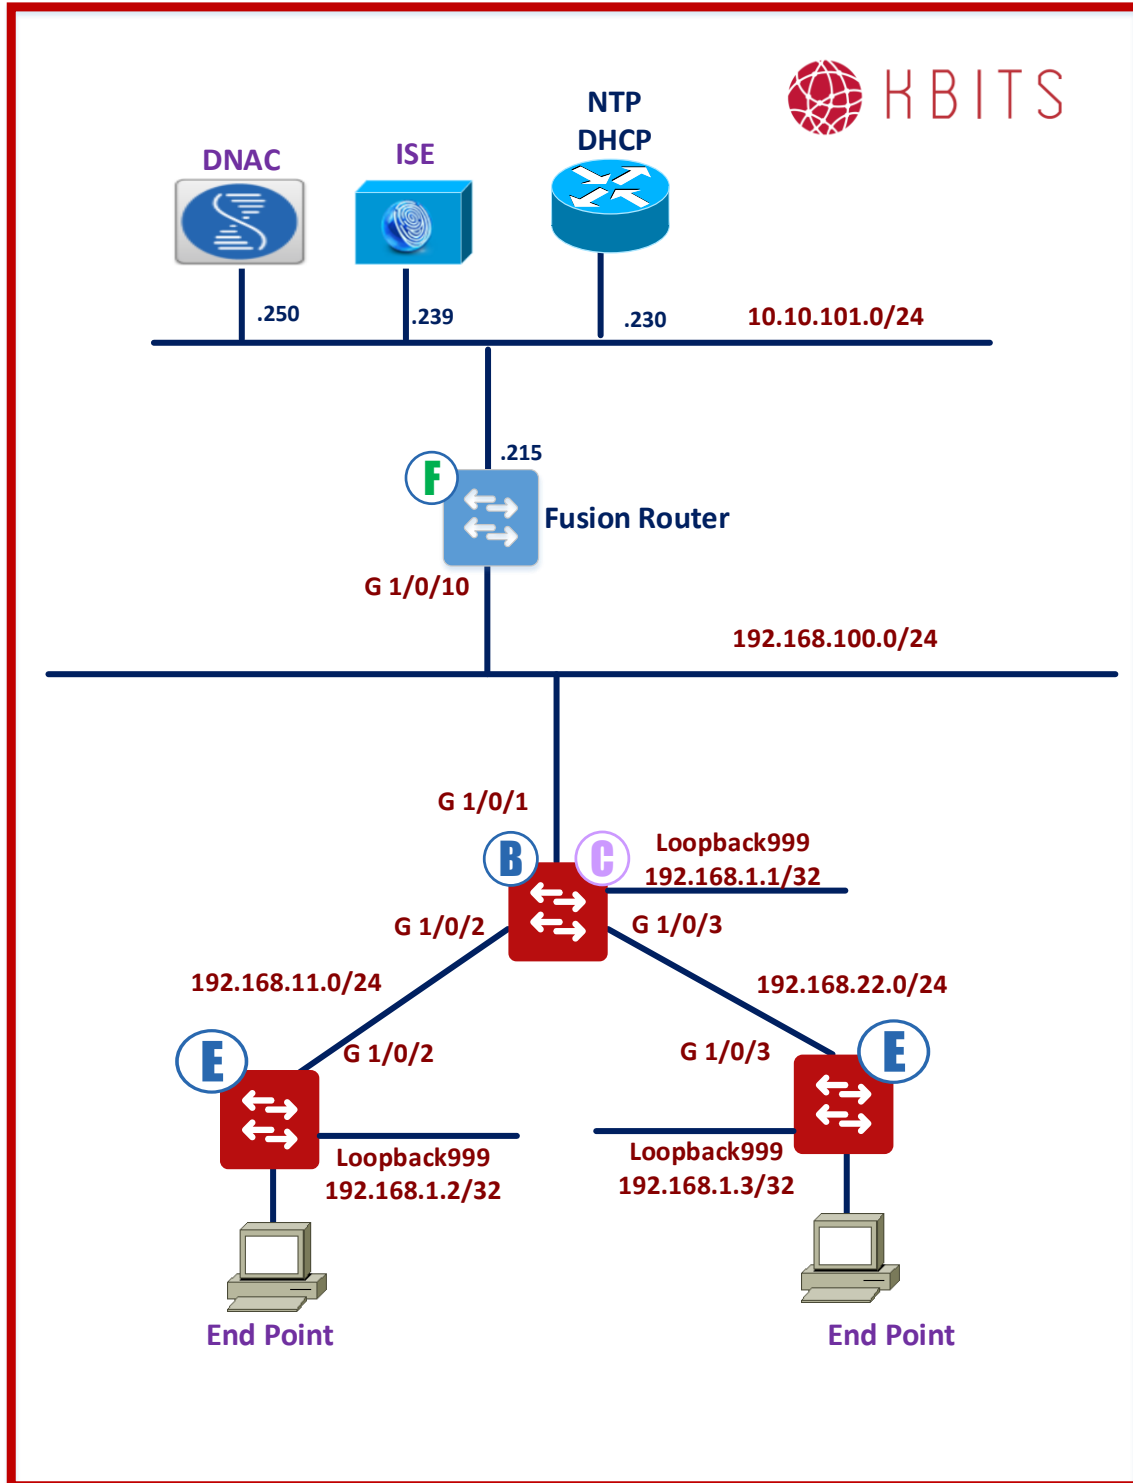 KBITS
NTP
DHCP
DNAC
ISE
.250
.239
.230
10.10.101.0/24
.215
F
Fusion Router
G 1/0/10
192.168.100.0/24
G 1/0/1
B
C
Loopback999
192.168.1.1/32
G 1/0/2
G 1/0/3
192.168.11.0/24
192.168.22.0/24
E
G 1/0/2
G 1/0/3
E
Loopback999
192.168.1.2/32
Loopback999
192.168.1.3/32
End Point
End Point